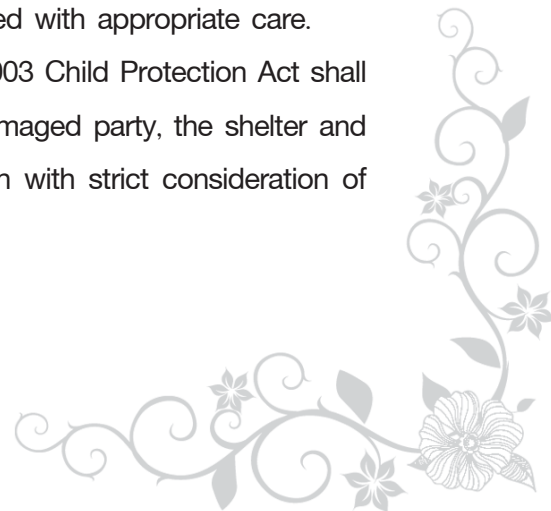 ed with appropriate care.
003 Child Protection Act shall
maged party, the shelter and
n with strict consideration of